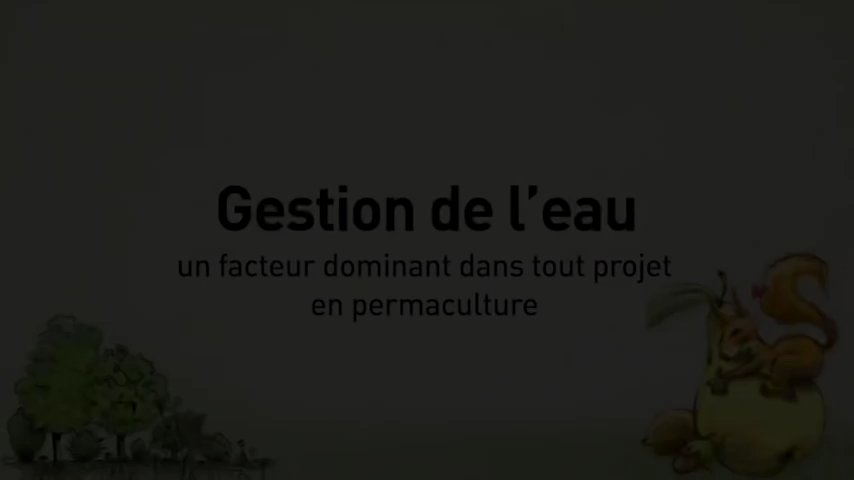 Gestion de l’eau
un facteur dominant dans tout projet
en permaculture